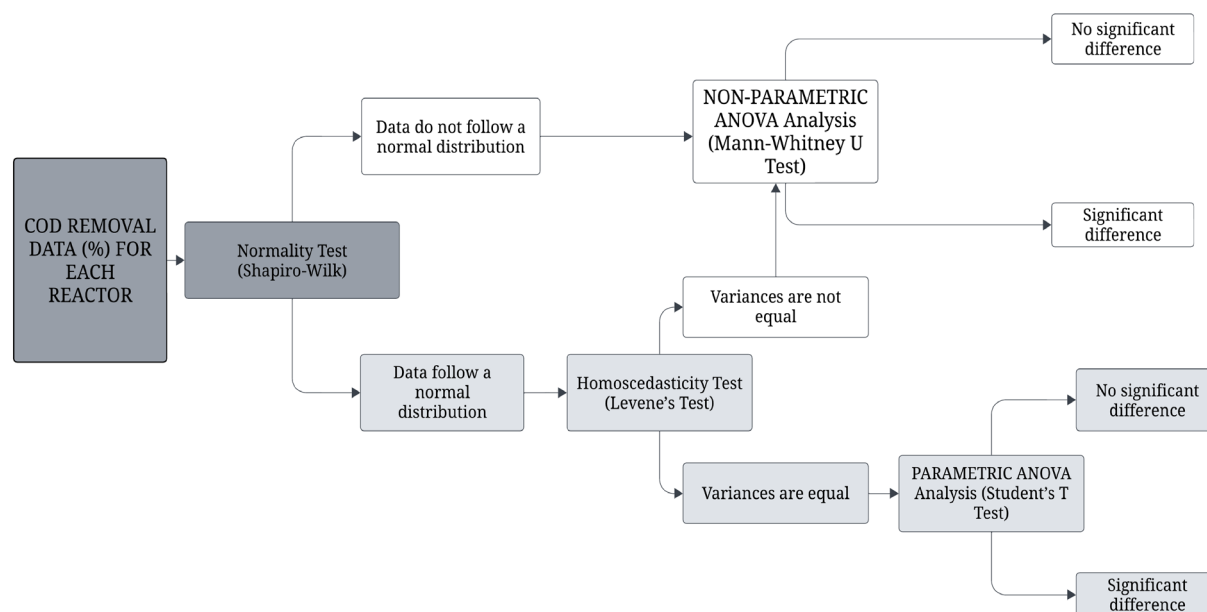 COD REMOVAL
DATA (%) FOR
EACH
REACTOR
Normality Test
(Shapiro-Wilk)
Data do not follow a
normal distribution
NON-PARAMETRIC
ANOVA Analysis
(Mann-Whitney U
Test)
No significant
difference
Significant
difference
Data follow a
normal
distribution
Homoscedasticity Test
(Levene’s Test)
Variances are not
equal
Variances are equal
PARAMETRIC ANOVA
Analysis (Student’s T
Test)
No significant
difference
Significant
difference